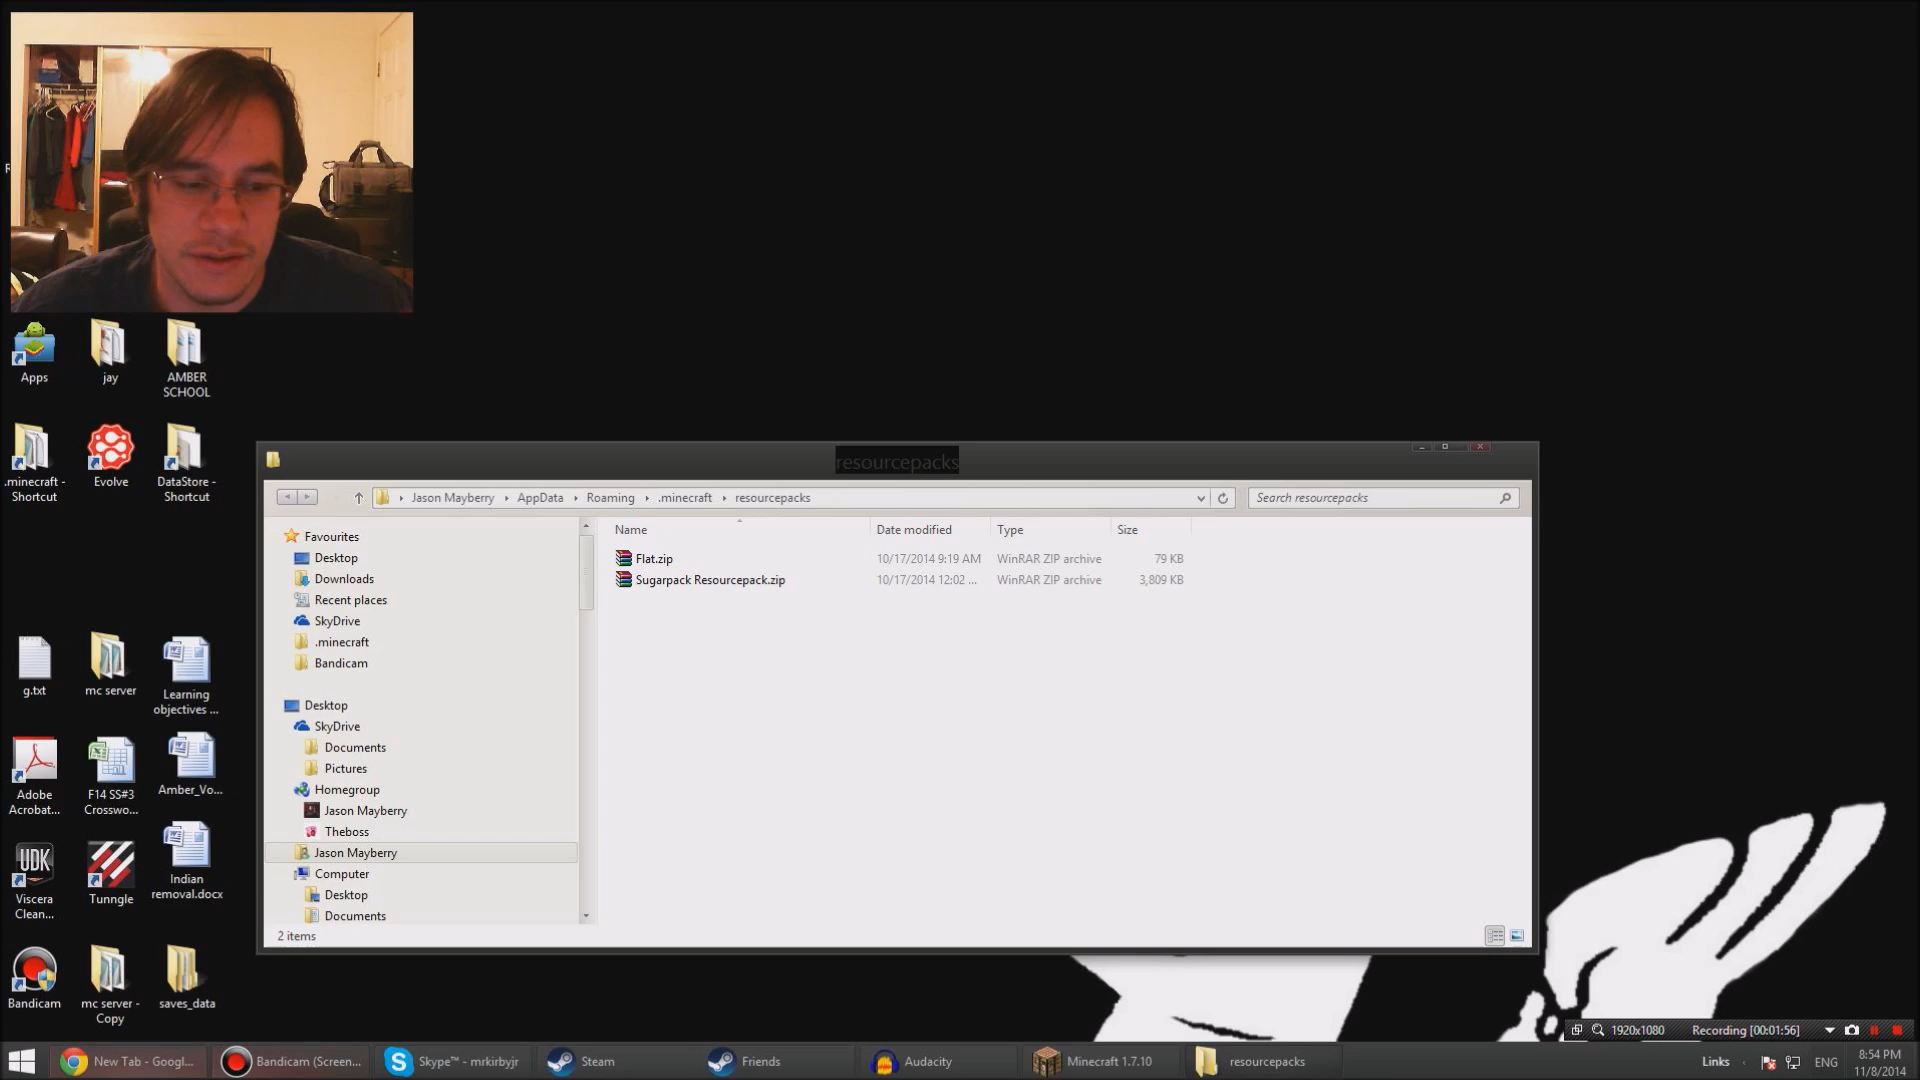 R
Apps
jay
AMBER
SCHOOL
.minecraft -
Shortcut
Evolve
DataStore -
Shortcut
g.txt
mc server
Learning
objectives ...
Adobe
Acrobat...
F14 SS#3
Crosswo...
Amber_Vo...
UDK
Viscera
Clean...
Tunngle
Indian
removal.docx
Bandicam
mc server -
Copy
saves_data
resourcepacks
Jason Mayberry
AppData
Roaming
.minecraft
resourcepacks
Search resourcepacks
Favourites
Desktop
Downloads
Recent places
SkyDrive
.minecraft
Bandicam
Desktop
SkyDrive
Documents
Pictures
Homegroup
Jason Mayberry
Theboss
Jason Mayberry
Computer
Desktop
Documents
Name Date modified Type Size
Flat.zip 10/17/2014 9:19 AM WinRAR ZIP archive 79 KB
Sugarpack Resourcepack.zip 10/17/2014 12:02 ... WinRAR ZIP archive 3,809 KB
2 items
1920x1080 Recording [00:01:56]
New Tab - Googl...
Bandicam (Screen...
Skype™ - mrkirbyjr
Steam
Friends
Audacity
Minecraft 1.7.10
resourcepacks
Links
ENG
8:54 PM
11/8/2014